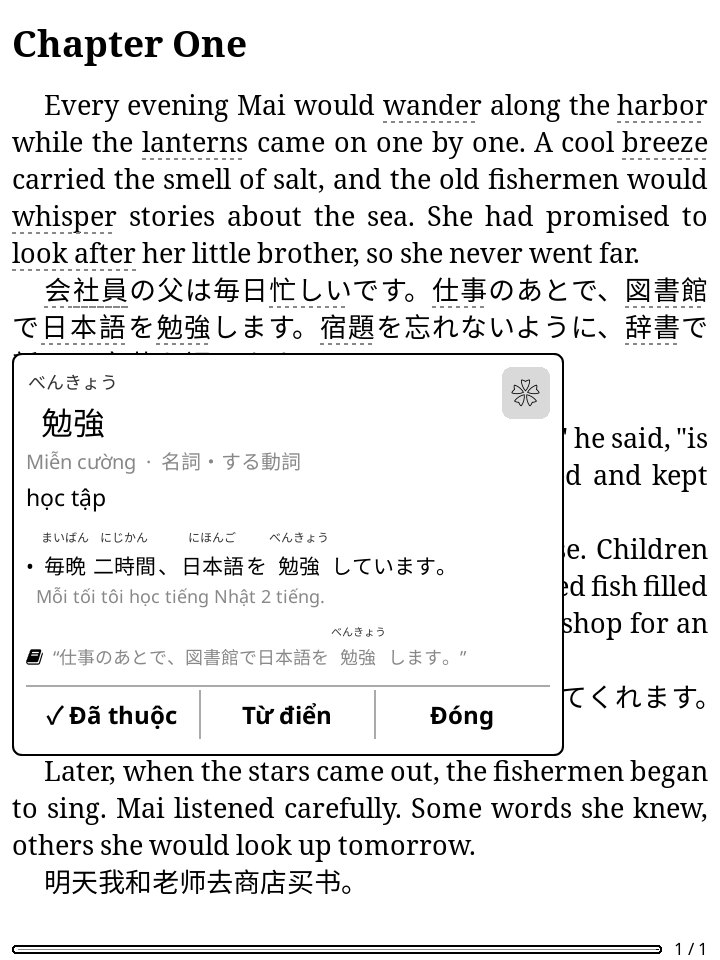 Chapter One
Every evening Mai would wander along the harbor
while the lanterns came on one by one. A cool breeze
carried the smell of salt, and the old fishermen would
whisper stories about the sea. She had promised to
look after her little brother, so she never went far.
会社員の父は毎日忙しいです。仕事のあとで、図書館
で日本語を勉強します。宿題を忘れないように、辞書で
べんきょう
勉強
Miễn cường · 名詞・する動詞
học tập
まいばん にじかん にほんご べんきょう
• 毎晩 二時間、日本語を 勉強 しています。
Mỗi tối tôi học tiếng Nhật 2 tiếng.
べんきょう
“仕事のあとで、図書館で日本語を 勉強 します。”
✓ Đã thuộc Từ điển Đóng
he said, "is
and kept
Children
fish filled
shop for an
てくれます。
Later, when the stars came out, the fishermen began
to sing. Mai listened carefully. Some words she knew,
others she would look up tomorrow.
明天我和老师去商店买书。
1 / 1